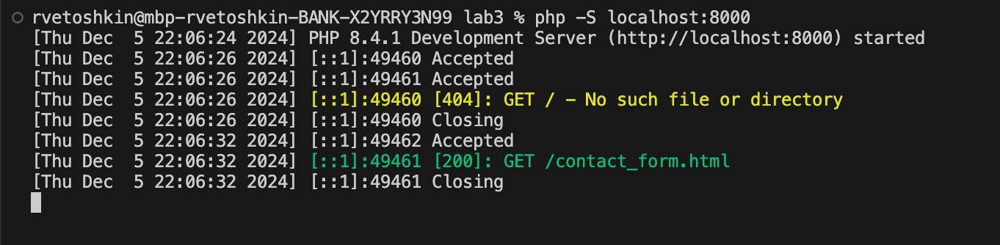 rvetoshkin@mbp-rvetoshkin-BANK-X2YRRY3N99 lab3 % php -S localhost:8000
[Thu Dec  5 22:06:24 2024] PHP 8.4.1 Development Server (http://localhost:8000) started
[Thu Dec  5 22:06:26 2024] [::1]:49460 Accepted
[Thu Dec  5 22:06:26 2024] [::1]:49461 Accepted
[Thu Dec  5 22:06:26 2024] [::1]:49460 [404]: GET / - No such file or directory
[Thu Dec  5 22:06:26 2024] [::1]:49460 Closing
[Thu Dec  5 22:06:32 2024] [::1]:49462 Accepted
[Thu Dec  5 22:06:32 2024] [::1]:49461 [200]: GET /contact_form.html
[Thu Dec  5 22:06:32 2024] [::1]:49461 Closing